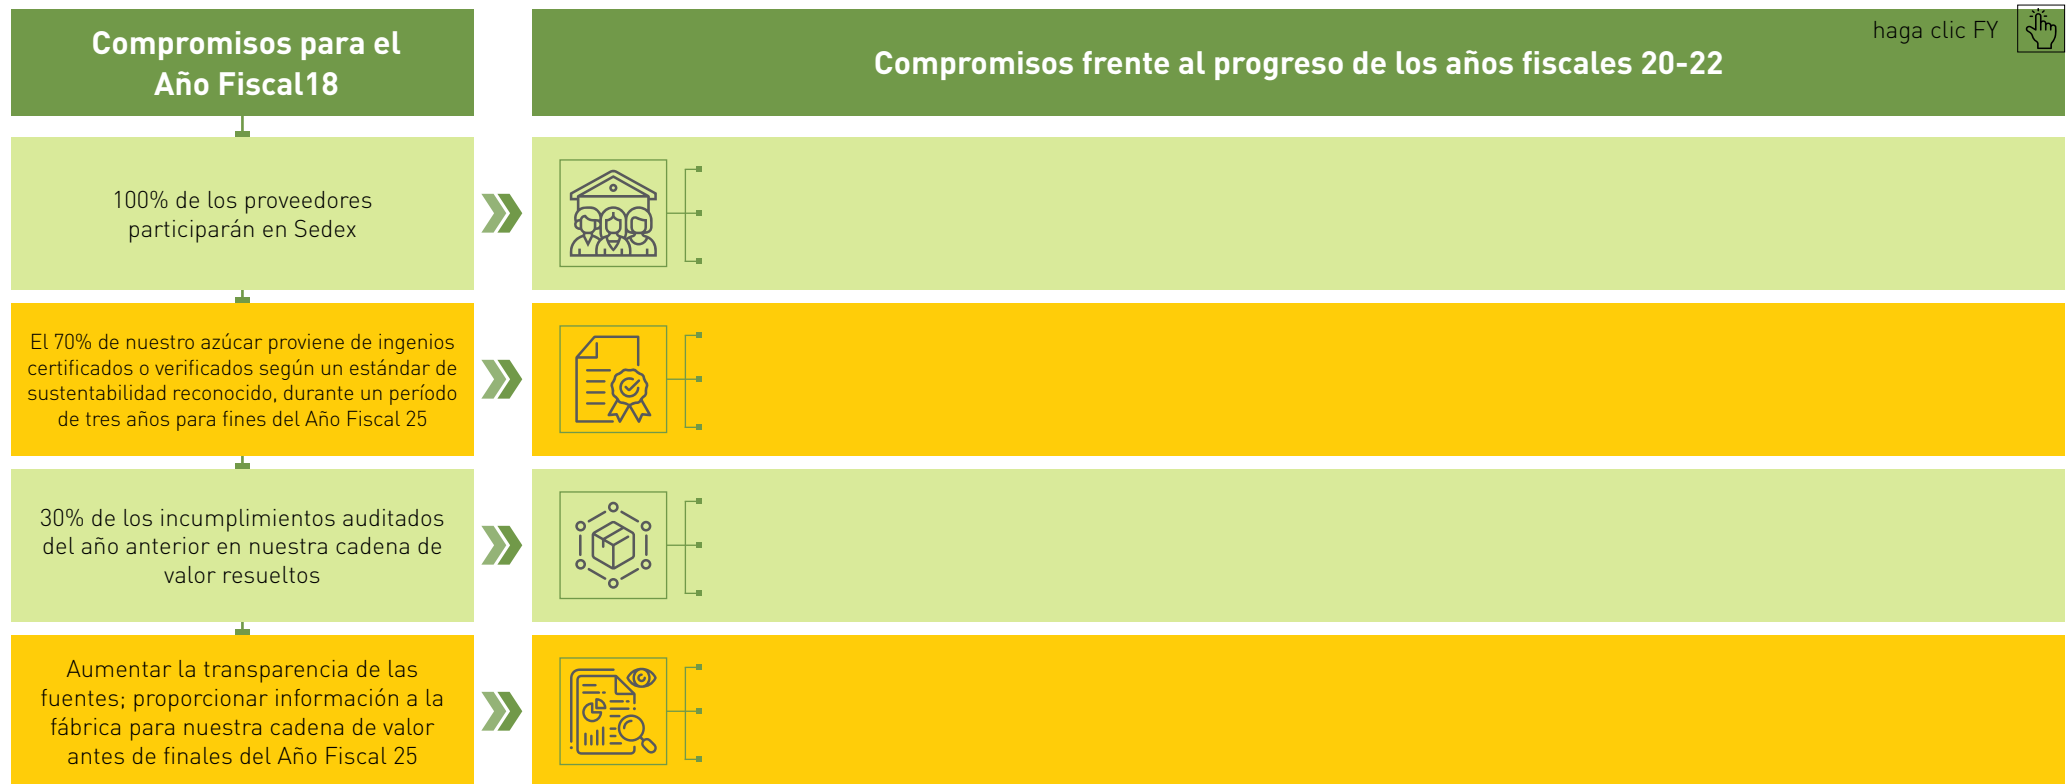 Compromisos para el
Año Fiscal18
haga clic FY
Compromisos frente al progreso de los años fiscales 20-22
100% de los proveedores
participarán en Sedex
El 70% de nuestro azúcar proviene de ingenios
certificados o verificados según un estándar de
sustentabilidad reconocido, durante un período
de tres años para fines del Año Fiscal 25
30% de los incumplimientos auditados
del año anterior en nuestra cadena de
valor resueltos
Aumentar la transparencia de las
fuentes; proporcionar información a la
fábrica para nuestra cadena de valor
antes de finales del Año Fiscal 25